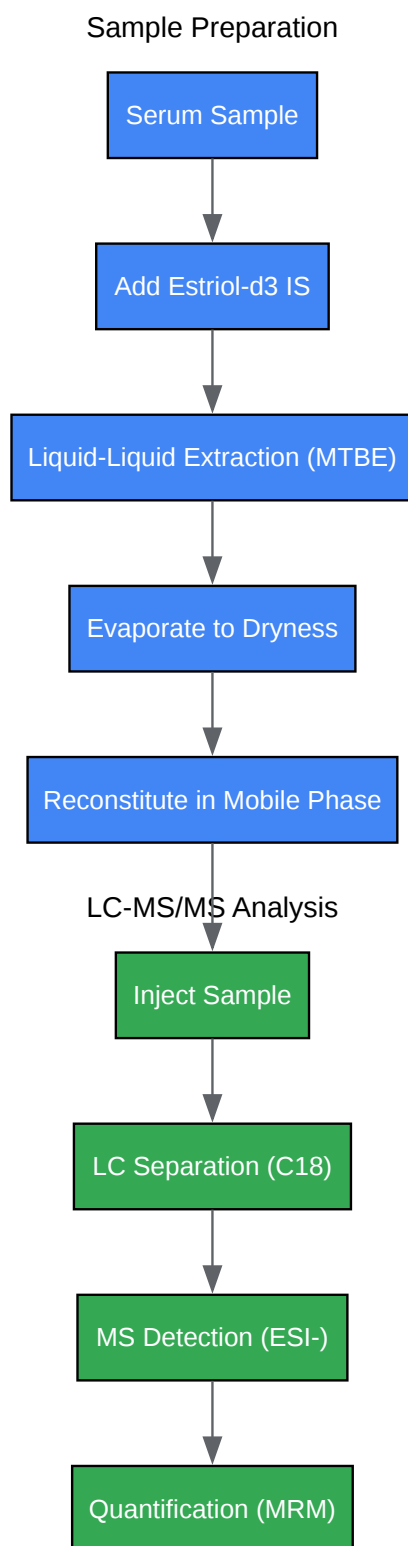 Sample Preparation
Serum Sample
Add Estriol-d3 IS
Liquid-Liquid Extraction (MTBE)
Evaporate to Dryness
Reconstitute in Mobile Phase
LC-MS/MS Analysis
Inject Sample
LC Separation (C18)
MS Detection (ESI-)
Quantification (MRM)